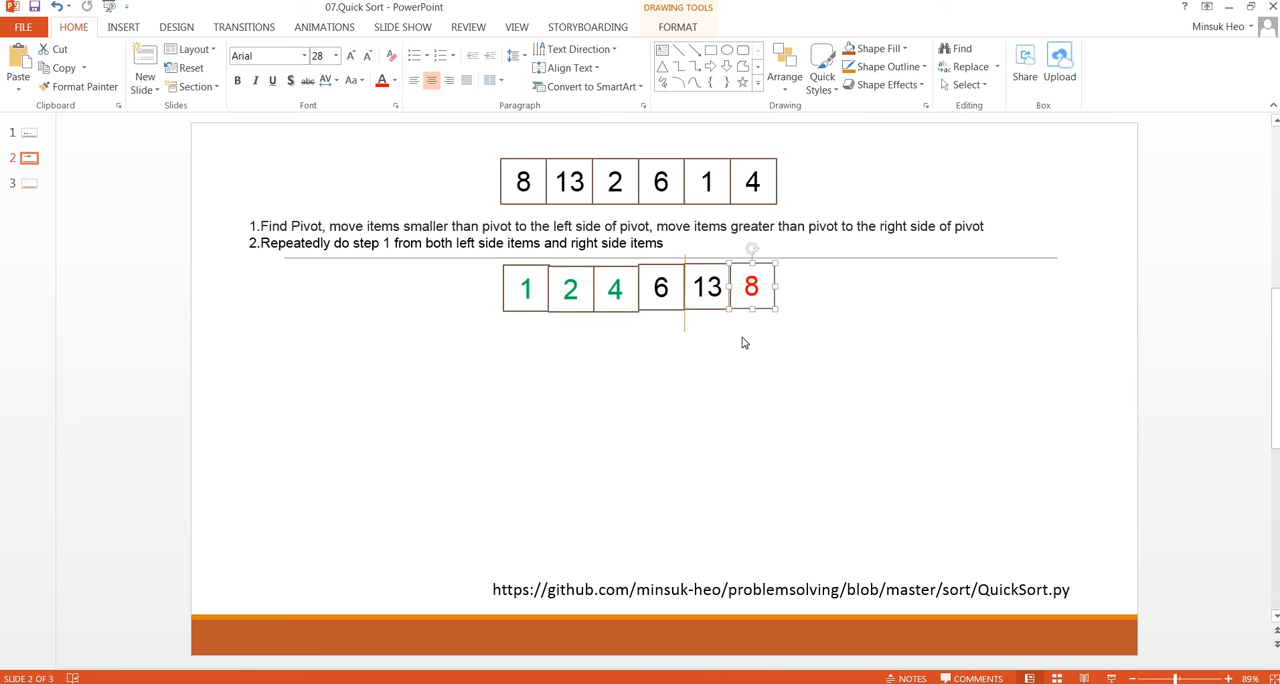 07.Quick Sort - PowerPoint
DRAWING TOOLS
?
FILE HOME INSERT DESIGN TRANSITIONS ANIMATIONS SLIDE SHOW REVIEW VIEW STORYBOARDING FORMAT
Minsuk Heo
Paste
Cut
Copy
Format Painter
Clipboard
New
Slide
Layout
Reset
Section
Slides
Arial 28
B I U S abc AV Aa A
Font
Text Direction
Align Text
Convert to SmartArt
Paragraph
Arrange
Quick
Styles
Shape Fill
Shape Outline
Shape Effects
Drawing
Find
Replace
Select
Editing
Share
Upload
Box
1
2
3
8 13 2 6 1 4
1.Find Pivot, move items smaller than pivot to the left side of pivot, move items greater than pivot to the right side of pivot
2.Repeatedly do step 1 from both left side items and right side items
1 2 4 6 13 8
https://github.com/minsuk-heo/problemsolving/blob/master/sort/QuickSort.py
SLIDE 2 OF 3
NOTES
COMMENTS
89%